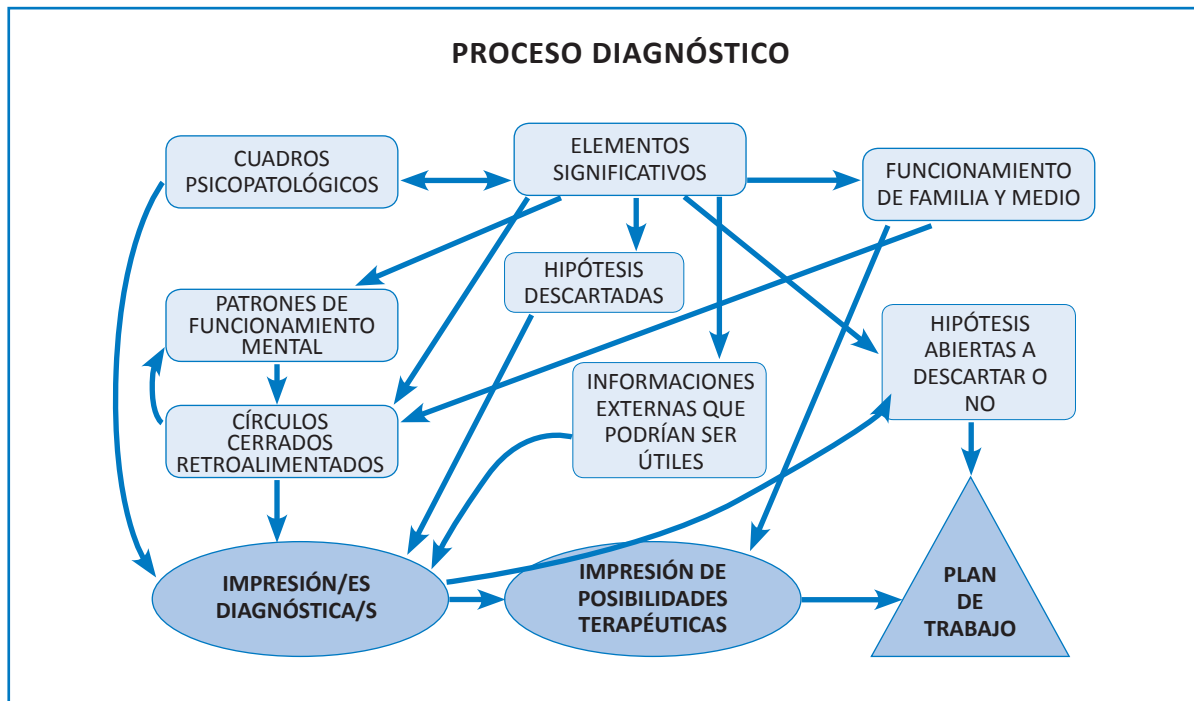 PROCESO DIAGNÓSTICO
CUADROS
PSICOPATOLÓGICOS
ELEMENTOS
SIGNIFICATIVOS
FUNCIONAMIENTO
DE FAMILIA Y MEDIO
PATRONES DE
FUNCIONAMIENTO
MENTAL
HIPÓTESIS
DESCARTADAS
HIPÓTESIS
ABIERTAS A
DESCARTAR O
NO
CÍRCULOS
CERRADOS
RETROALIMENTADOS
INFORMACIONES
EXTERNAS QUE
PODRÍAN SER
ÚTILES
IMPRESIÓN/ES
DIAGNÓSTICA/S
IMPRESIÓN DE
POSIBILIDADES
TERAPÉUTICAS
PLAN
DE
TRABAJO